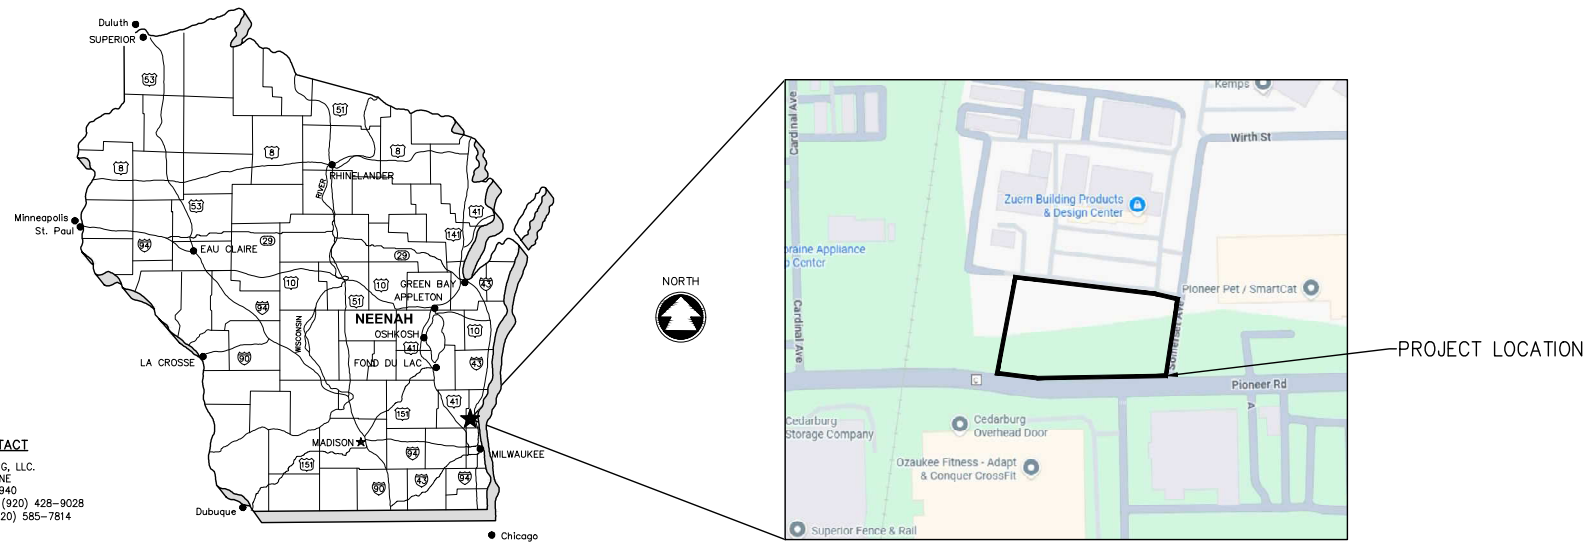 Duluth
SUPERIOR
53
51
8
8
8
RHINELANDER
RIVER
53
41
Minneapolis
St. Paul
94
EAU CLAIRE
29
141
29
10
10
GREEN BAY
43
APPLETON
94
51
NEENAH
WISCONSIN
OSHKOSH
10
41
LA CROSSE
90
FOND DU LAC
43
151
41
MADISON
94
MILWAUKEE
151
90
43
94
Dubuque
Chicago
TACT
G, LLC.
NE
940
(920) 428-9028
20) 585-7814
NORTH
Cardinal Ave
Kemps
Wirth St
Zuern Building Products
& Design Center
oraine Appliance
p Center
Cardinal Ave
Pioneer Pet / SmartCat
Somerset Ave
PROJECT LOCATION
C
Pioneer Rd
Cedarburg
Storage Company
Cedarburg
Overhead Door
Ozaukee Fitness - Adapt
& Conquer CrossFit
Superior Fence & Rail